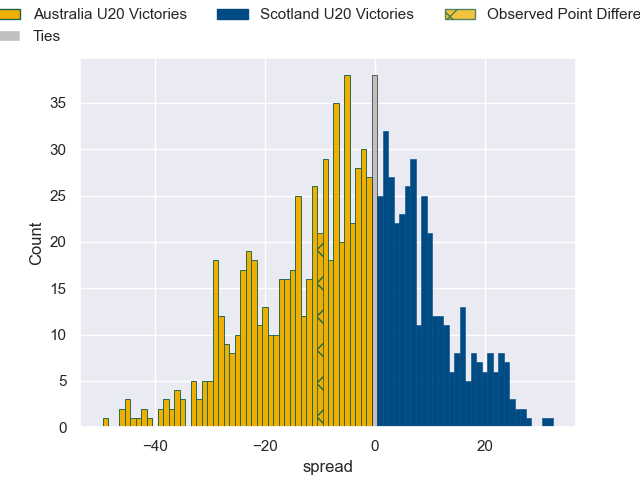 Australia U20 Victories
Scotland U20 Victories
Observed Point Differe
Ties
Count
35
30
25
20
15
10
5
0
−40
−20
0
20
spread